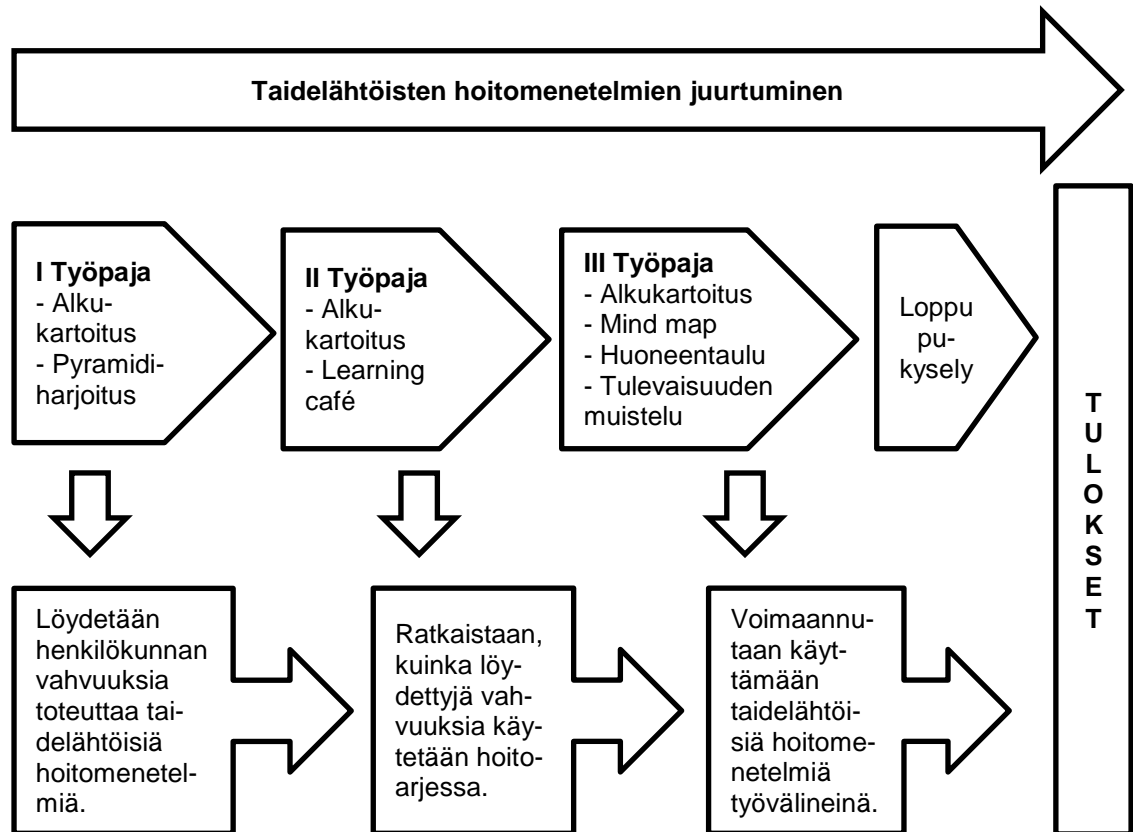 Taidelähtöisten hoitomenetelmien juurtuminen
I Työpaja
- Alku-
kartoitus
- Pyramidi-
harjoitus
II Työpaja
- Alku-
kartoitus
- Learning
café
III Työpaja
- Alkukartoitus
- Mind map
- Huoneentaulu
- Tulevaisuuden
muistelu
Loppu
pu-
kysely
Löydetään
henkilökunnan
vahvuuksia
toteuttaa tai-
delähtöisiä
hoitomenetel-
miä.
Ratkaistaan,
kuinka löy-
dettyjä vah-
vuuksia käy-
tetään hoito-
arjessa.
Voimaannu-
taan käyt-
tämään
taidelähtöi-
siä hoitome-
netelmiä
työvälineinä.
T
U
L
O
K
S
E
T